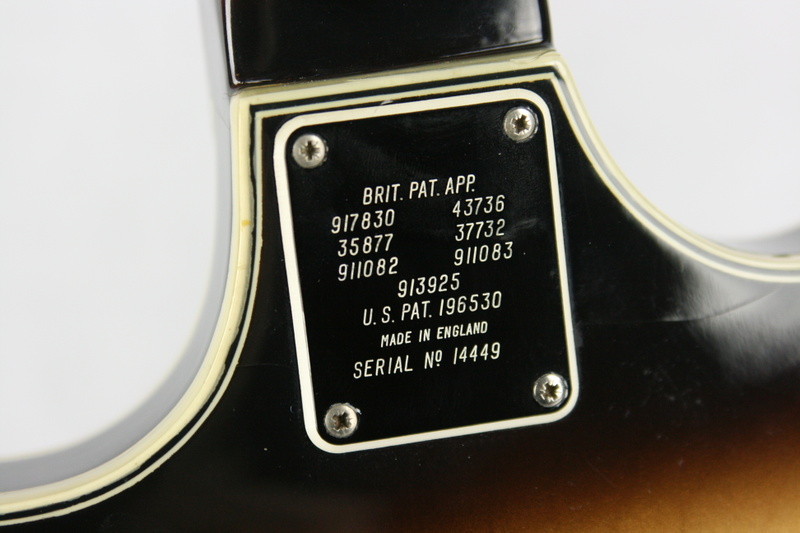 BRIT. PAT. APP.
917830 43736
35877 37732
911082 911083
913925
U.S. PAT. 196530
MADE IN ENGLAND
SERIAL Nº 14449